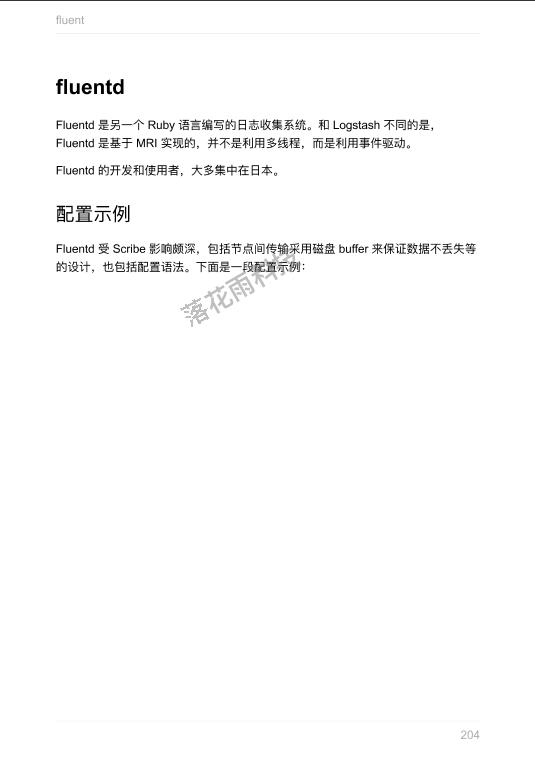 fluent
fluentd
Fluentd 是另一个 Ruby 语言编写的日志收集系统。和 Logstash 不同的是，
Fluentd 是基于 MRI 实现的，并不是利用多线程，而是利用事件驱动。
Fluentd 的开发和使用者，大多集中在日本。
配置示例
Fluentd 受 Scribe 影响颇深，包括节点间传输采用磁盘 buffer 来保证数据不丢失等
的设计，也包括配置语法。下面是一段配置示例：
落花雨科技
204